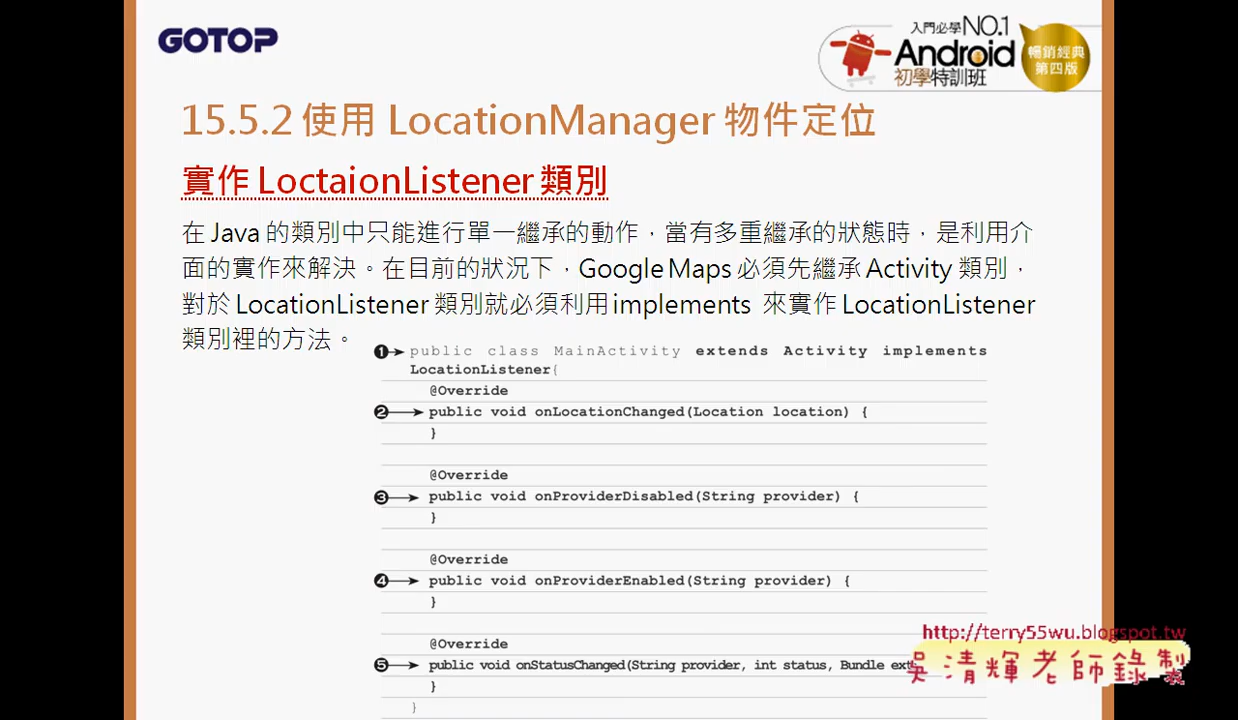 GOTOP
入門必學NO.1
Android
初學特訓班
暢銷經典
第四版
15.5.2 使用 LocationManager 物件定位
實作 LoctaionListener 類別
在 Java 的類別中只能進行單一繼承的動作，當有多重繼承的狀態時，是利用介
面的實作來解決。在目前的狀況下，Google Maps 必須先繼承 Activity 類別，
對於 LocationListener 類別就必須利用 implements 來實作 LocationListener
類別裡的方法。
❶ public class MainActivity extends Activity implements
LocationListener{
@Override
❷ public void onLocationChanged(Location location) {
}
@Override
❸ public void onProviderDisabled(String provider) {
}
@Override
❹ public void onProviderEnabled(String provider) {
}
@Override
❺ public void onStatusChanged(String provider, int status, Bundle ext
}
}
http://terry55wu.blogspot.tw
吳清輝老師錄製